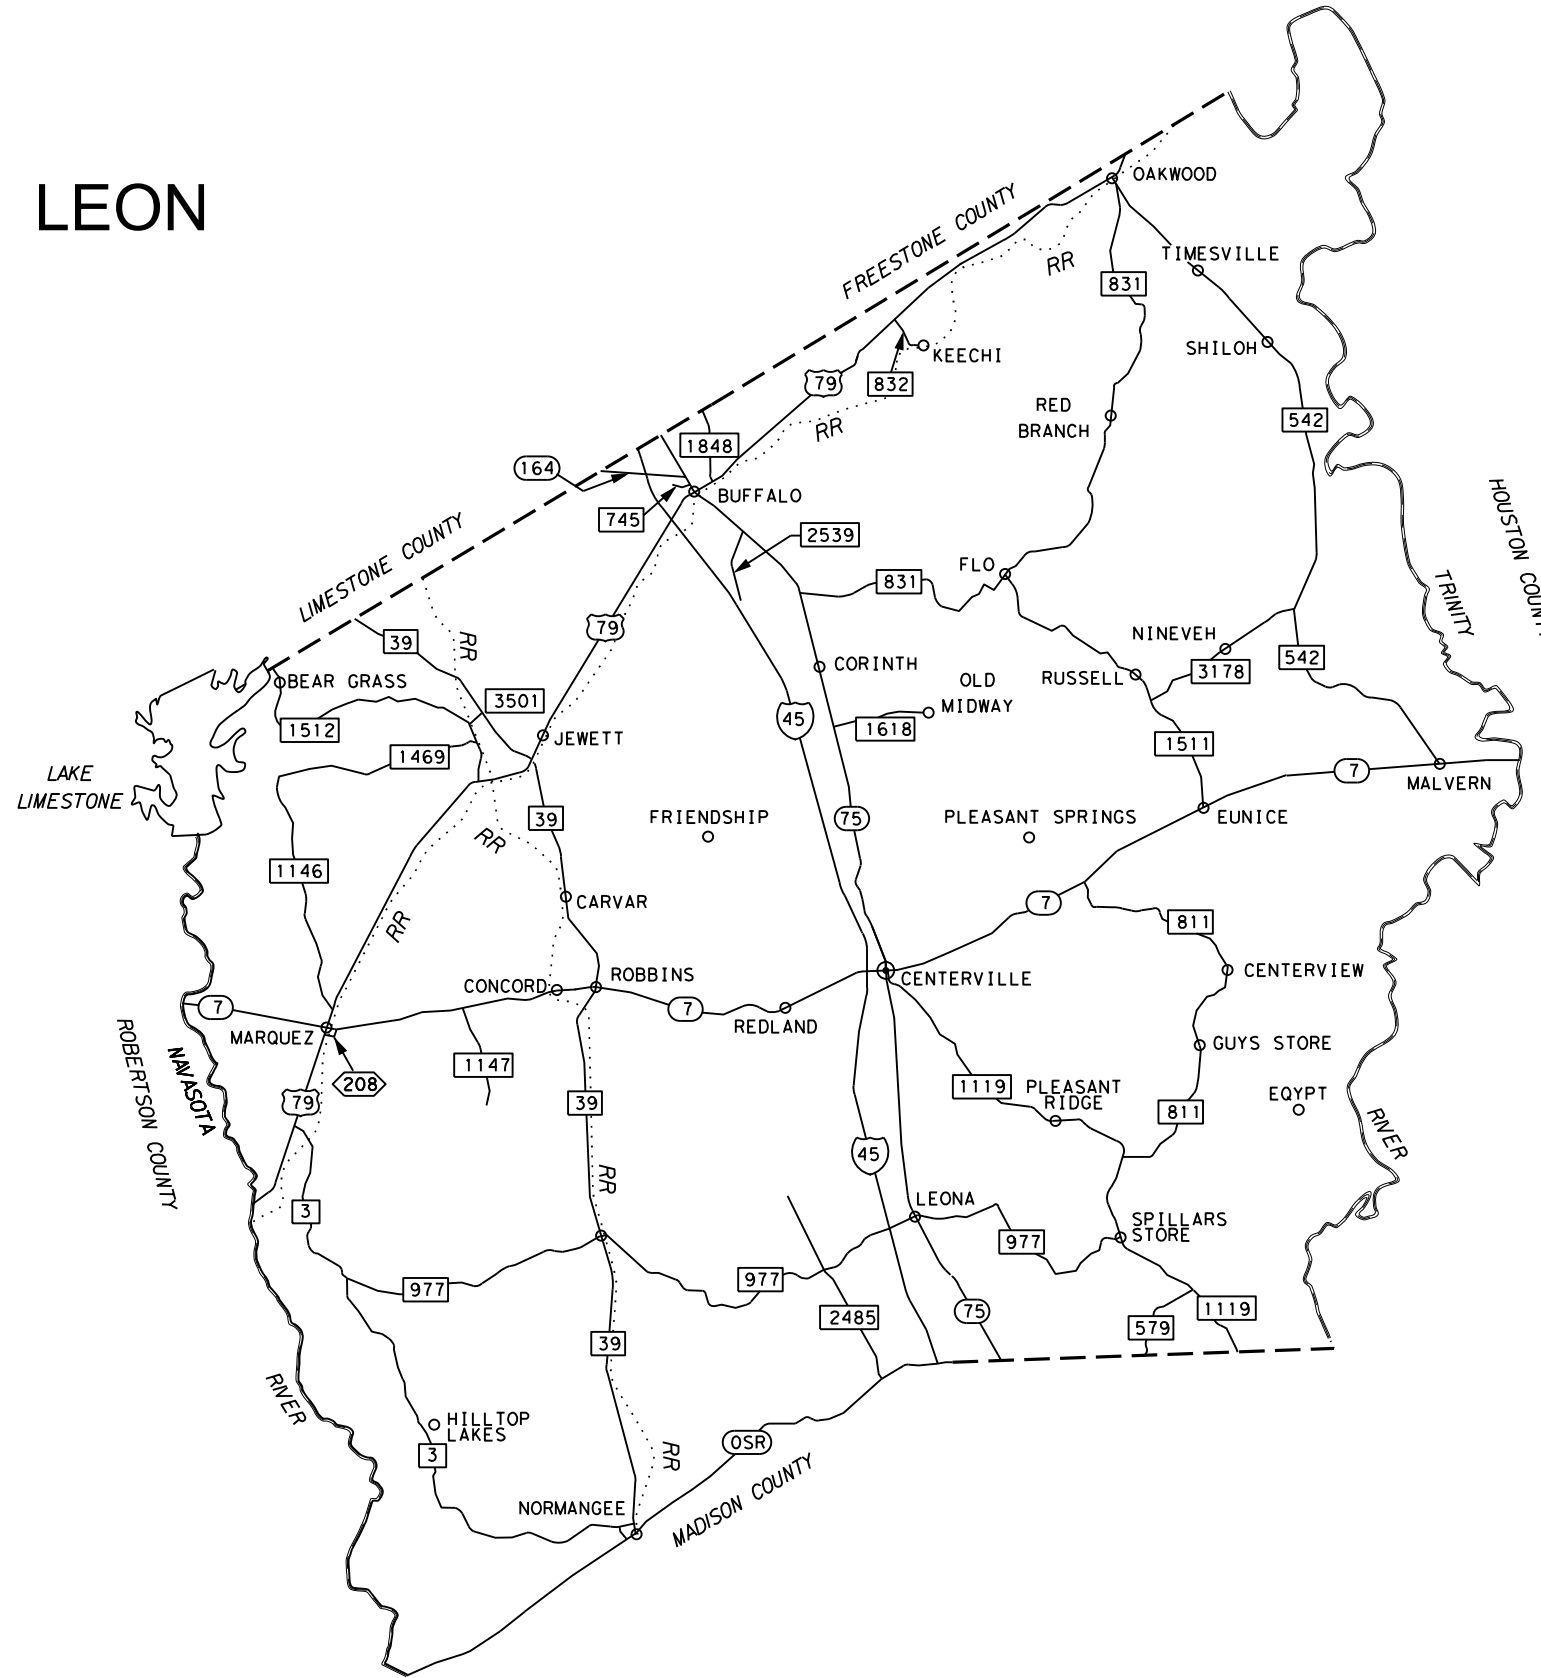 LEON
OAKWOOD
FREESTONE COUNTY
TIMESVILLE
RR
831
SHILOH
KEECHI
79
832
RED
BRANCH
542
RR
1848
164
BUFFALO
745
2539
HOUSTON COUNTY
LIMESTONE COUNTY
FLO
831
TRINITY
79
39
RR
NINEVEH
CORINTH
542
BEAR GRASS
RUSSELL
3178
OLD
MIDWAY
3501
45
1512
1618
JEWETT
1511
1469
LAKE
LIMESTONE
7
MALVERN
39
FRIENDSHIP
75
PLEASANT SPRINGS
EUNICE
RR
1146
CARVAR
7
RR
811
ROBBINS
CENTERVIEW
CONCORD
CENTERVILLE
7
7
REDLAND
MARQUEZ
GUYS STORE
ROBERTSON COUNTY
NAVASOTA
1147
208
1119
PLEASANT
RIDGE
EQYPT
79
39
811
RIVER
45
RR
3
LEONA
SPILLARS
STORE
977
977
977
2485
75
1119
579
39
RIVER
HILLTOP
LAKES
3
OSR
RR
NORMANGEE
MADISON COUNTY